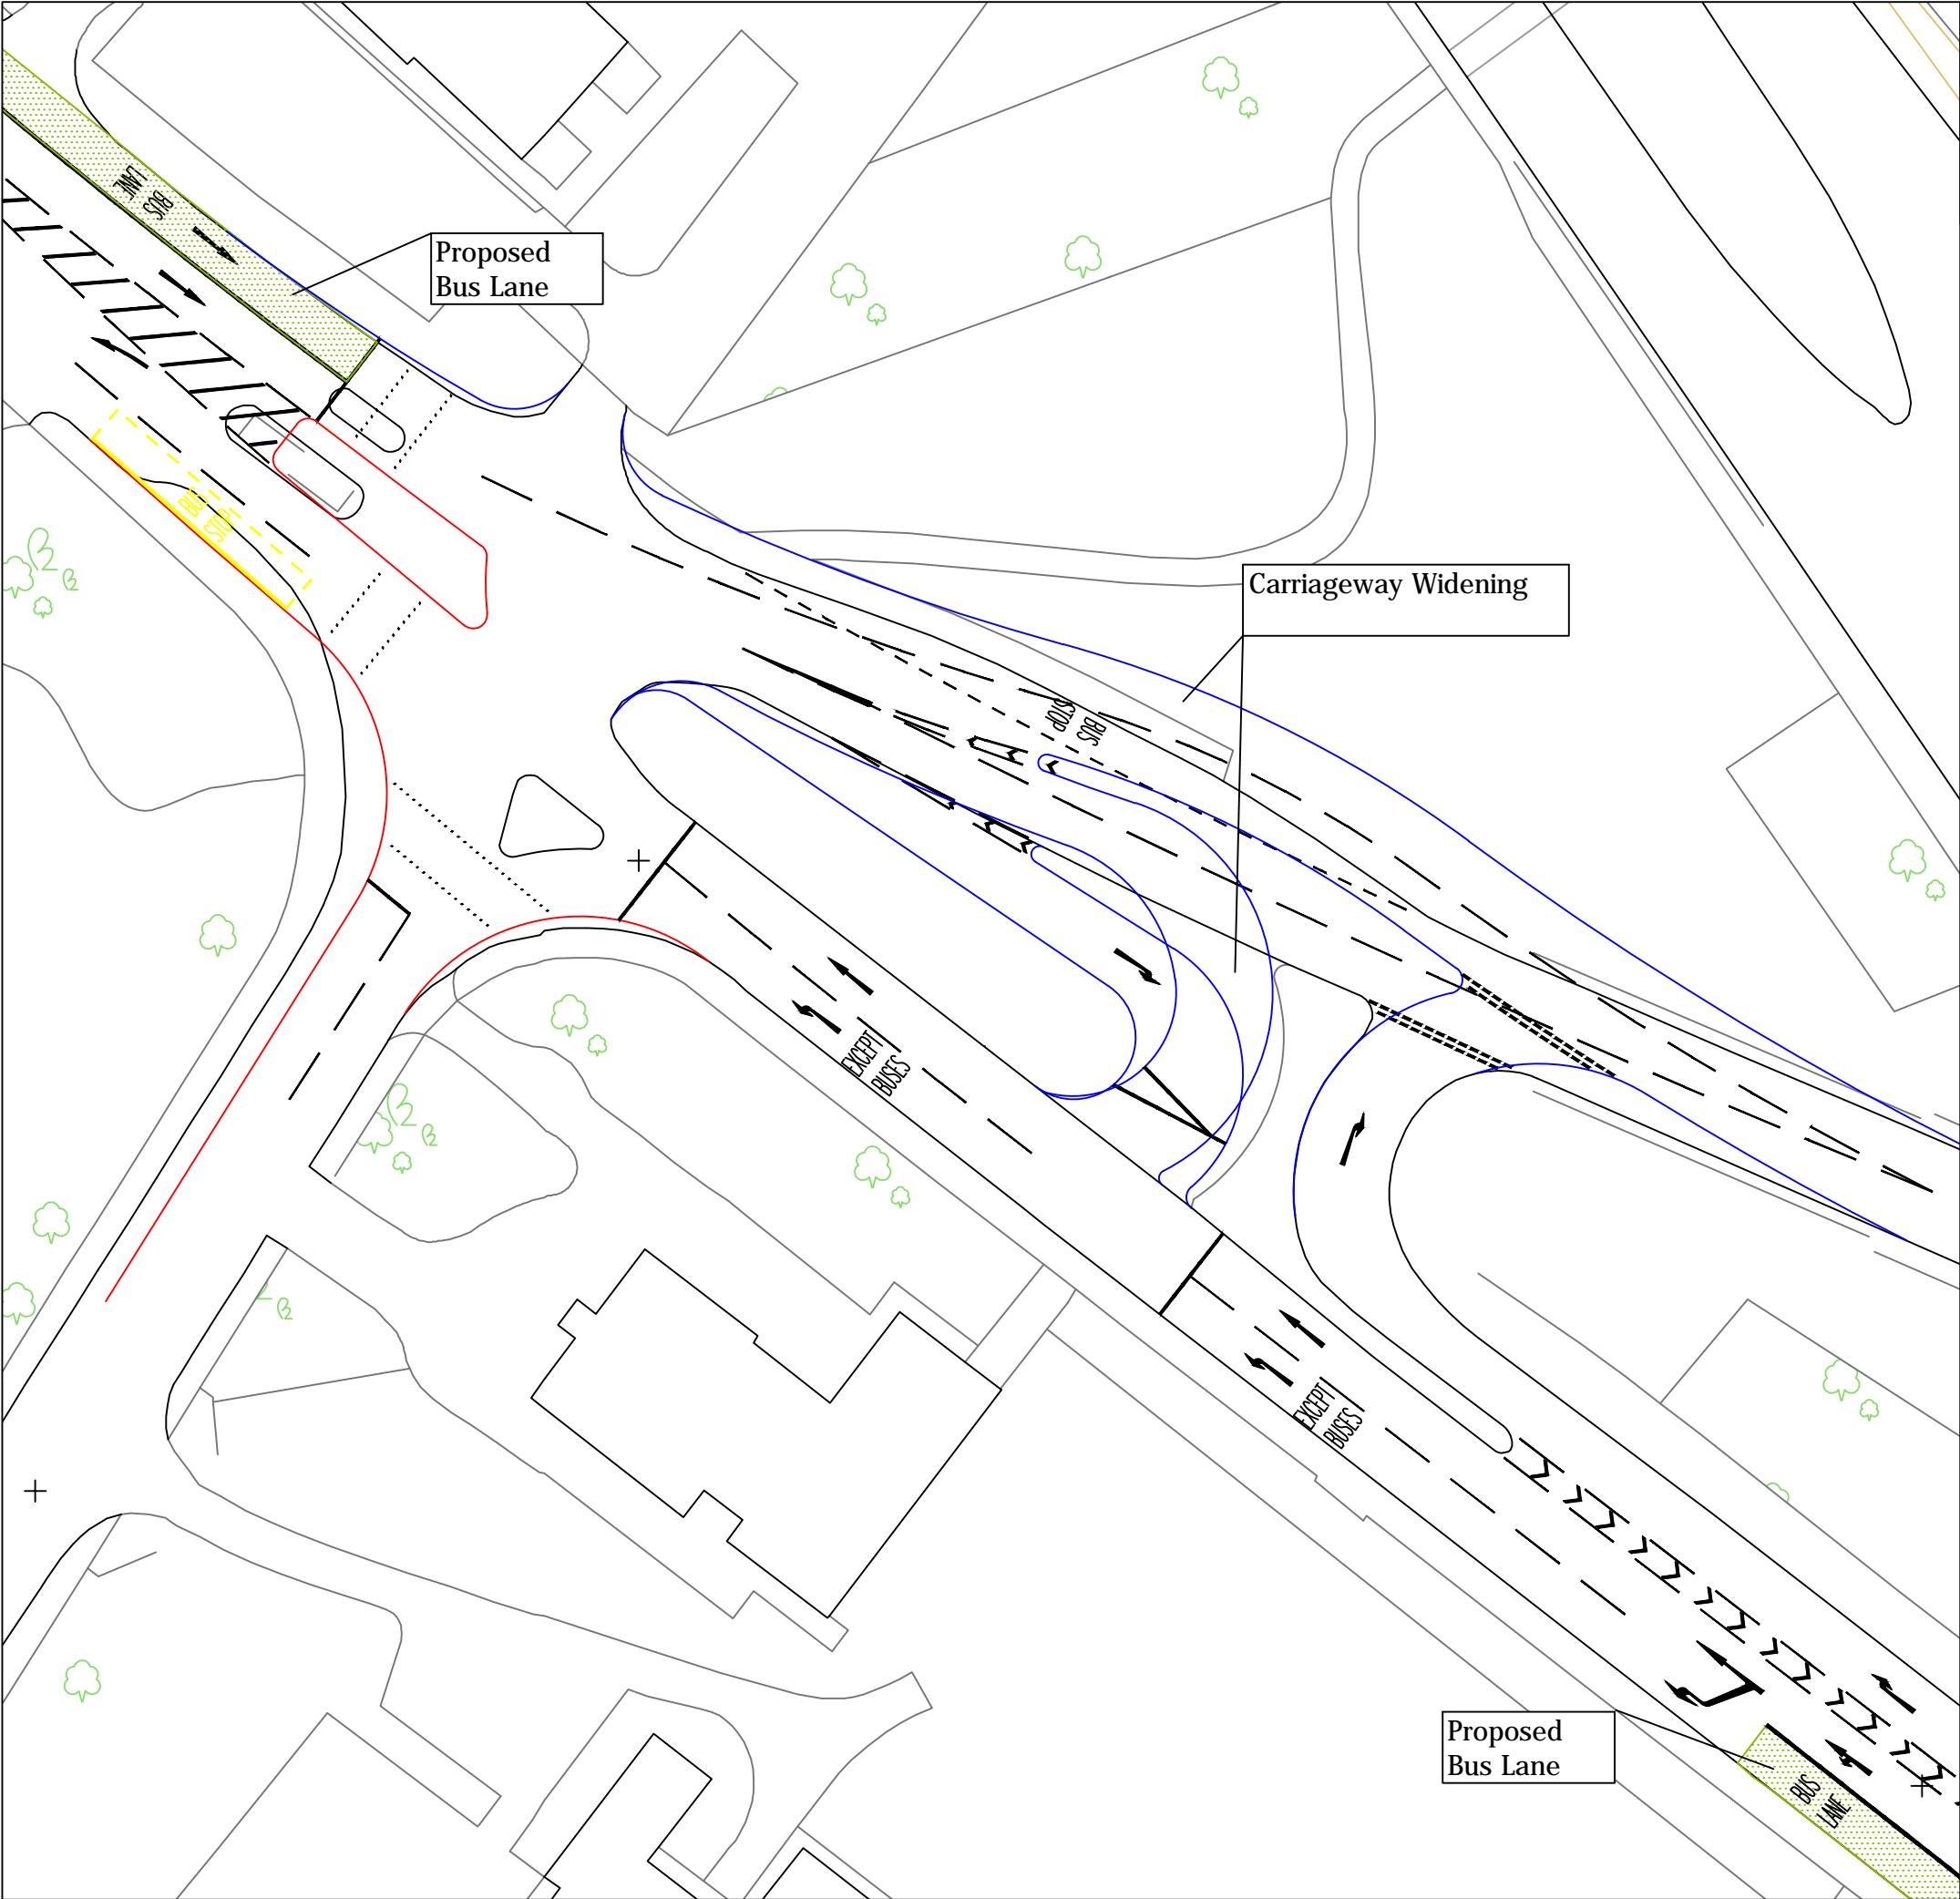 BUS
LANE
Proposed
Bus Lane
BUS
STOP
Carriageway Widening
BUS
STOP
EXCEPT
BUSES
EXCEPT
BUSES
Proposed
Bus Lane
BUS
LANE